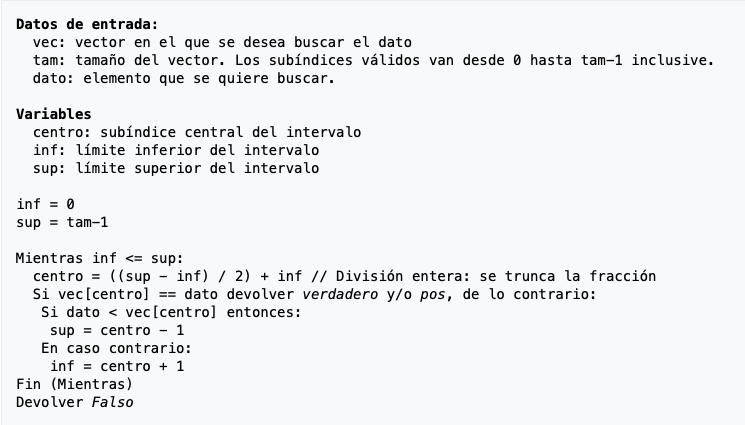 Datos de entrada:
vec: vector en el que se desea buscar el dato
tam: tamaño del vector. Los subíndices válidos van desde 0 hasta tam-1 inclusive.
dato: elemento que se quiere buscar.
Variables
centro: subíndice central del intervalo
inf: límite inferior del intervalo
sup: límite superior del intervalo
inf = 0
sup = tam-1
Mientras inf <= sup:
centro = ((sup - inf) / 2) + inf // División entera: se trunca la fracción
Si vec[centro] == dato devolver verdadero y/o pos, de lo contrario:
Si dato < vec[centro] entonces:
sup = centro - 1
En caso contrario:
inf = centro + 1
Fin (Mientras)
Devolver Falso